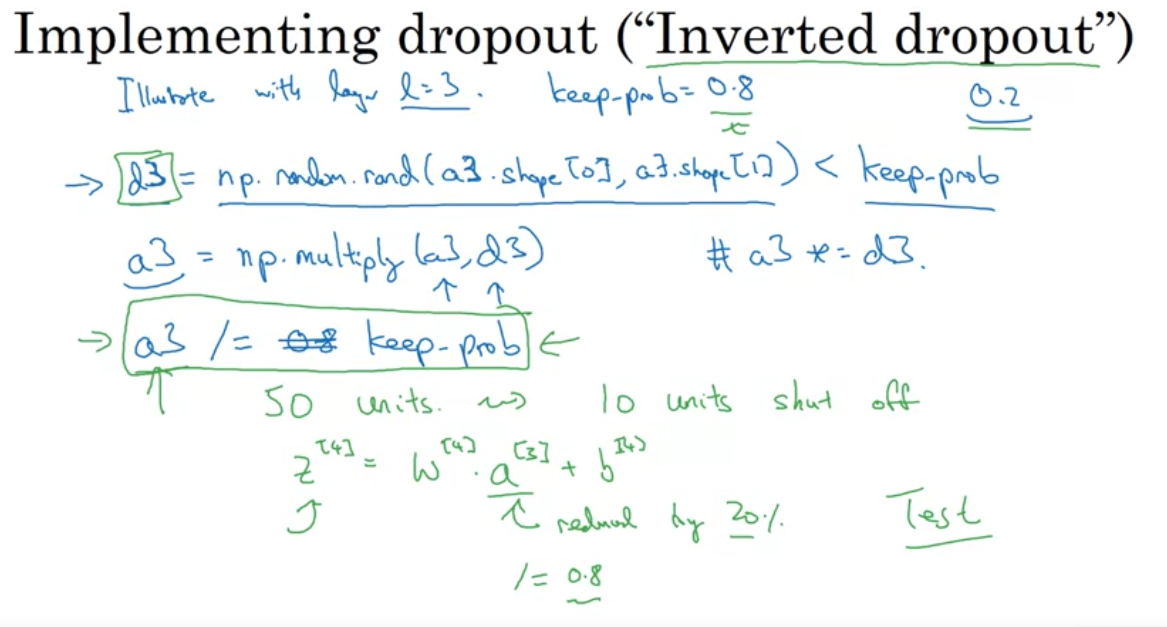 Implementing dropout (“Inverted dropout”)
Illustrate with layer l=3. keep-prob= 0.8 0.2
→ d3 = np.random.rand(a3.shape[0], a3.shape[1]) < keep-prob
a3 = np.multiply(a3, d3) # a3 *= d3.
→ a3 /= 0.8 keep-prob ←
50 units. ⇝ 10 units shut off
z[4] = W[4] · a[3] + b[4]
reduced by 20%. Test
/= 0.8